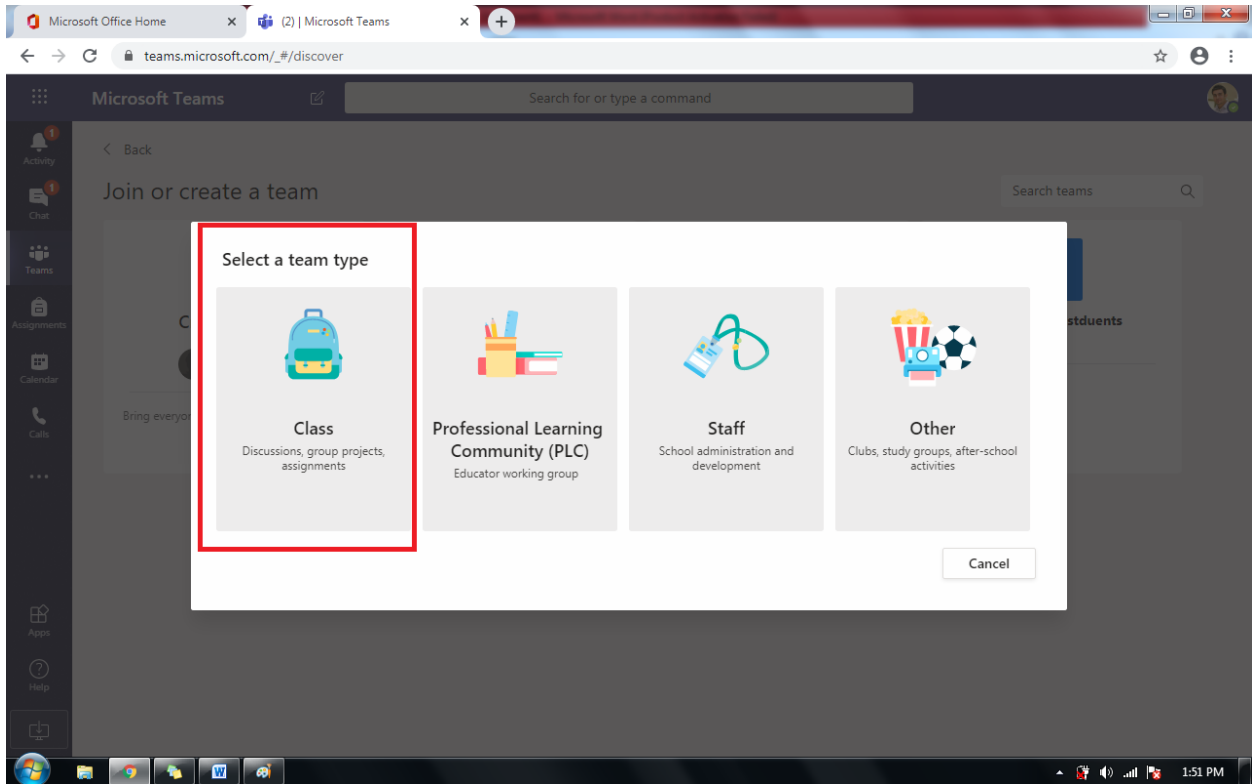 Microsoft Office Home
(2) | Microsoft Teams
teams.microsoft.com/_#/discover
Microsoft Teams
Search for or type a command
1
Activity
Back
Join or create a team
Search teams
1
Chat
Teams
Assignments
Calendar
Calls
Apps
Help
C
Bring everyon
stduents
Select a team type
Class
Discussions, group projects,
assignments
Professional Learning
Community (PLC)
Educator working group
Staff
School administration and
development
Other
Clubs, study groups, after-school
activities
Cancel
1:51 PM